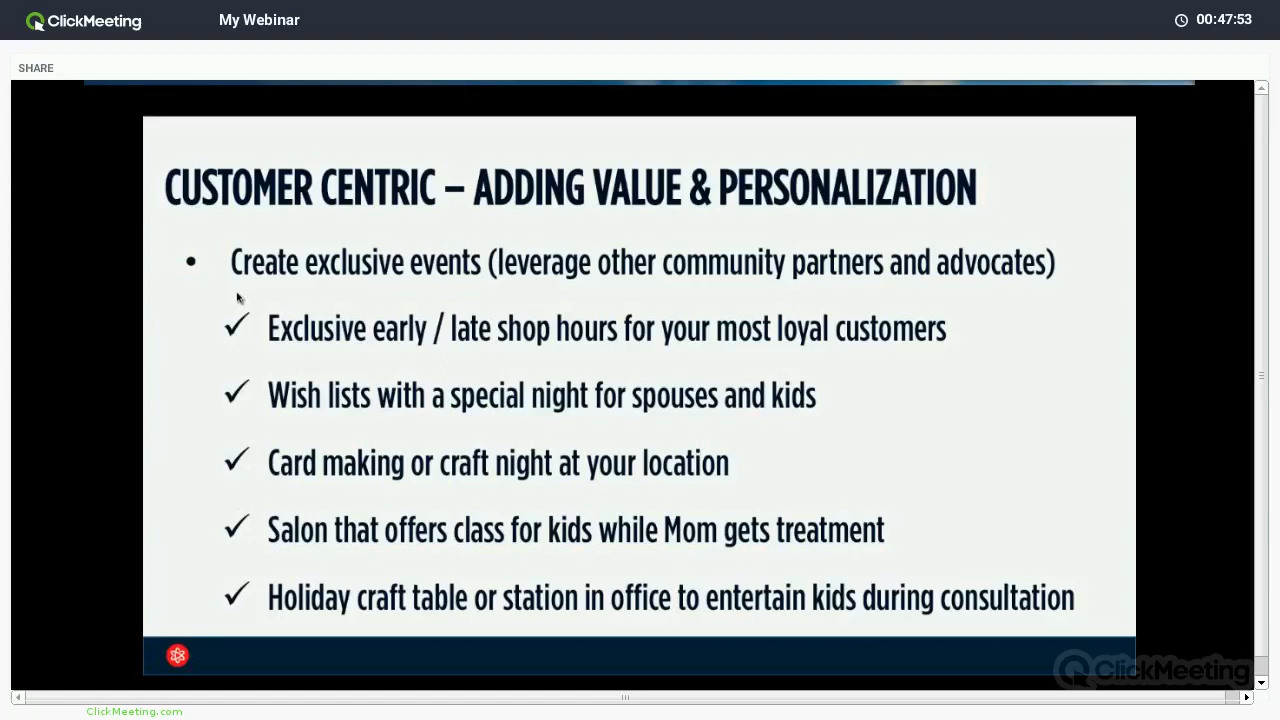 ClickMeeting
My Webinar
00:47:53
SHARE
CUSTOMER CENTRIC – ADDING VALUE & PERSONALIZATION
• Create exclusive events (leverage other community partners and advocates)
✓ Exclusive early / late shop hours for your most loyal customers
✓ Wish lists with a special night for spouses and kids
✓ Card making or craft night at your location
✓ Salon that offers class for kids while Mom gets treatment
✓ Holiday craft table or station in office to entertain kids during consultation
ClickMeeting
ClickMeeting.com